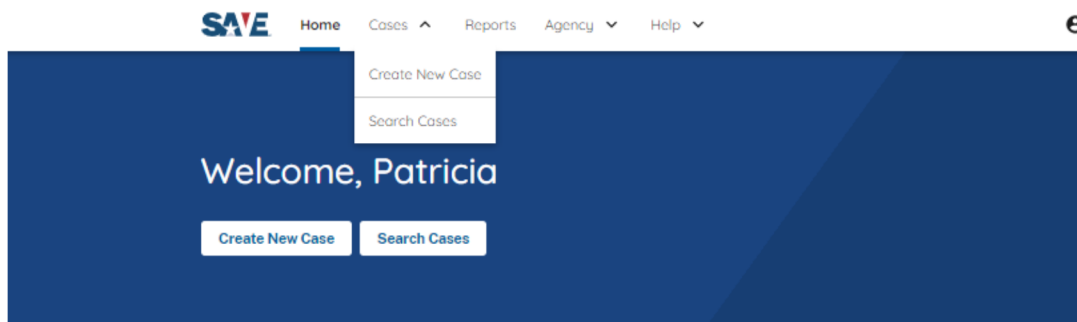 SAVE Home Cases Reports Agency Help
Create New Case
Search Cases
Welcome, Patricia
Create New Case Search Cases